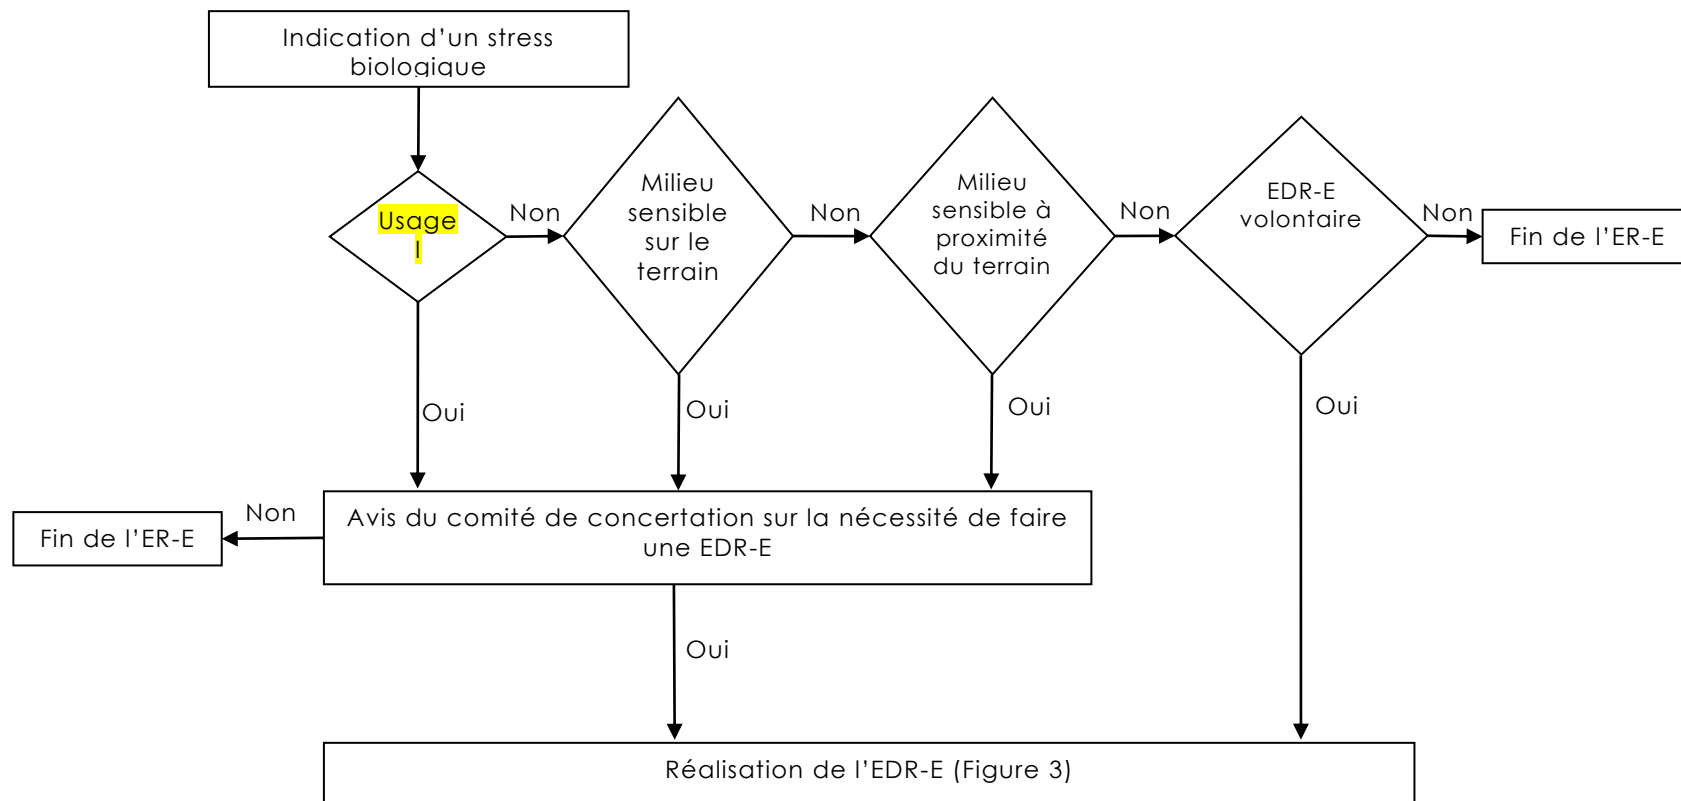 Indication d'un stress
biologique
Usage
I
Non
Milieu
sensible
sur le
terrain
Non
Milieu
sensible à
proximité
du terrain
Non
EDR-E
volontaire
Non
Fin de l'ER-E
Oui
Oui
Oui
Oui
Fin de l'ER-E
Non
Avis du comité de concertation sur la nécessité de faire
une EDR-E
Oui
Réalisation de l'EDR-E (Figure 3)